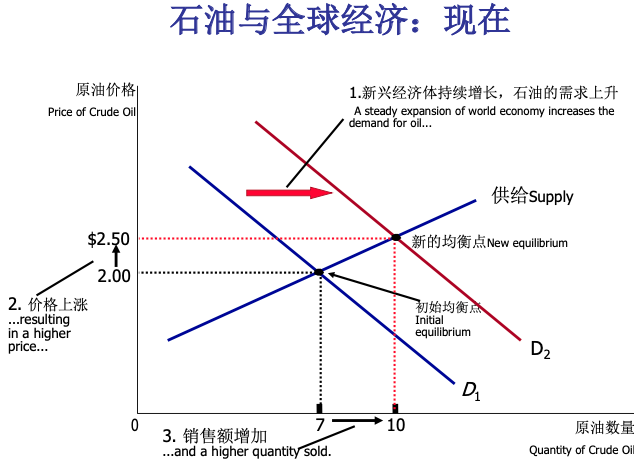 石油与全球经济：现在
原油价格
Price of Crude Oil
1.新兴经济体持续增长，石油的需求上升
A steady expansion of world economy increases the
demand for oil...
供给Supply
$2.50
新的均衡点New equilibrium
2.00
2. 价格上涨
...resulting
in a higher
price...
初始均衡点
Initial
equilibrium
D2
D1
0
7
10
原油数量
3. 销售额增加
...and a higher quantity sold.
Quantity of Crude Oil